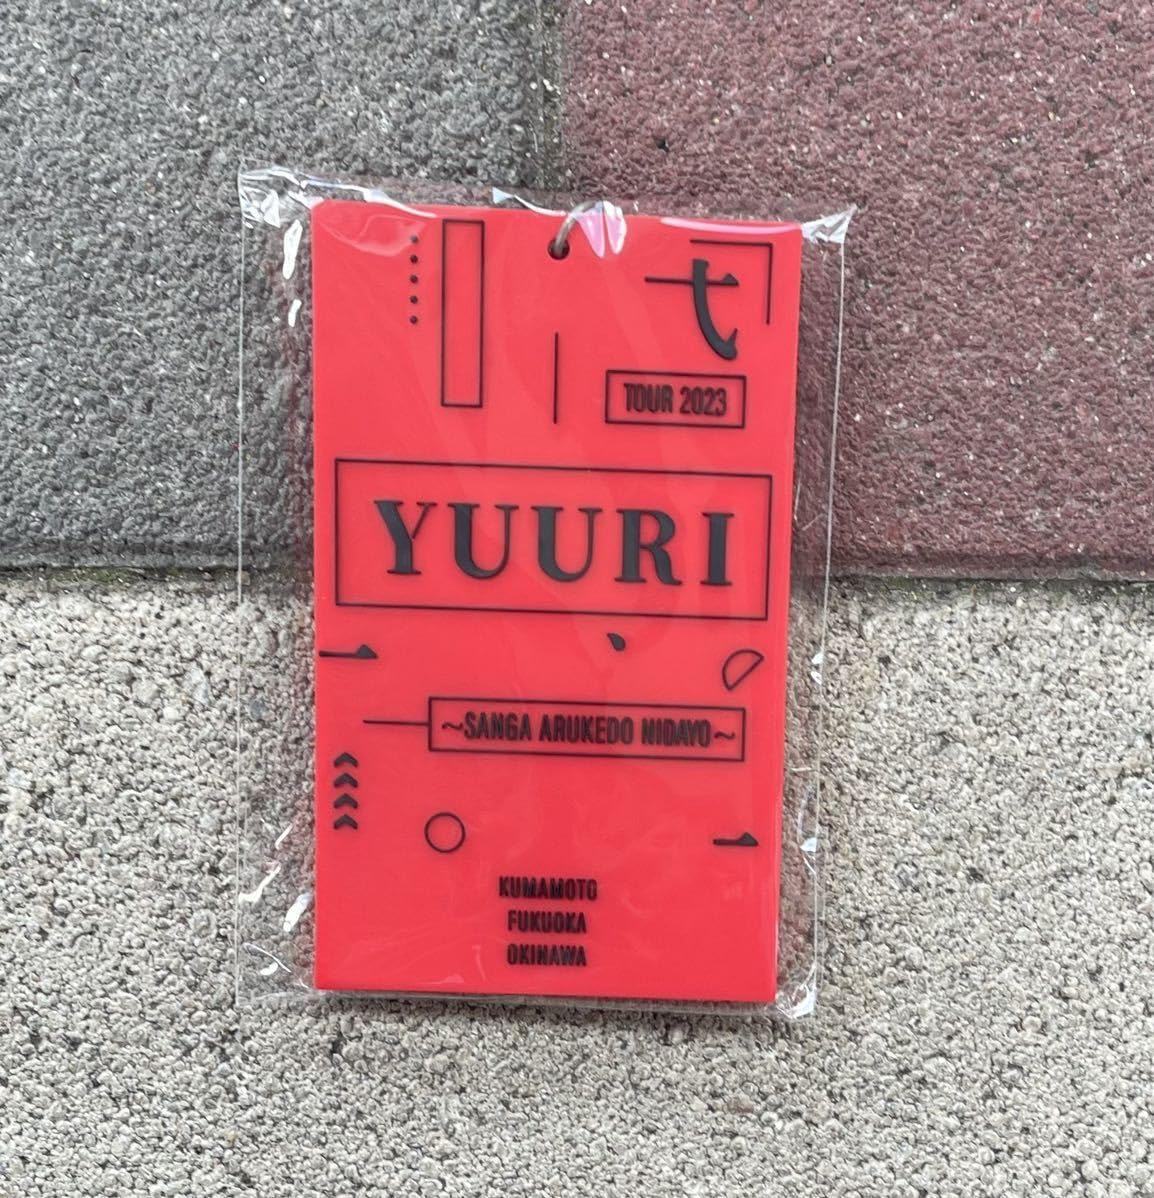 TOUR 2023
YUURI
~SANGA ARUKEDO NIDAYO~
KUMAMOTO
FUKUOKA
OKINAWA